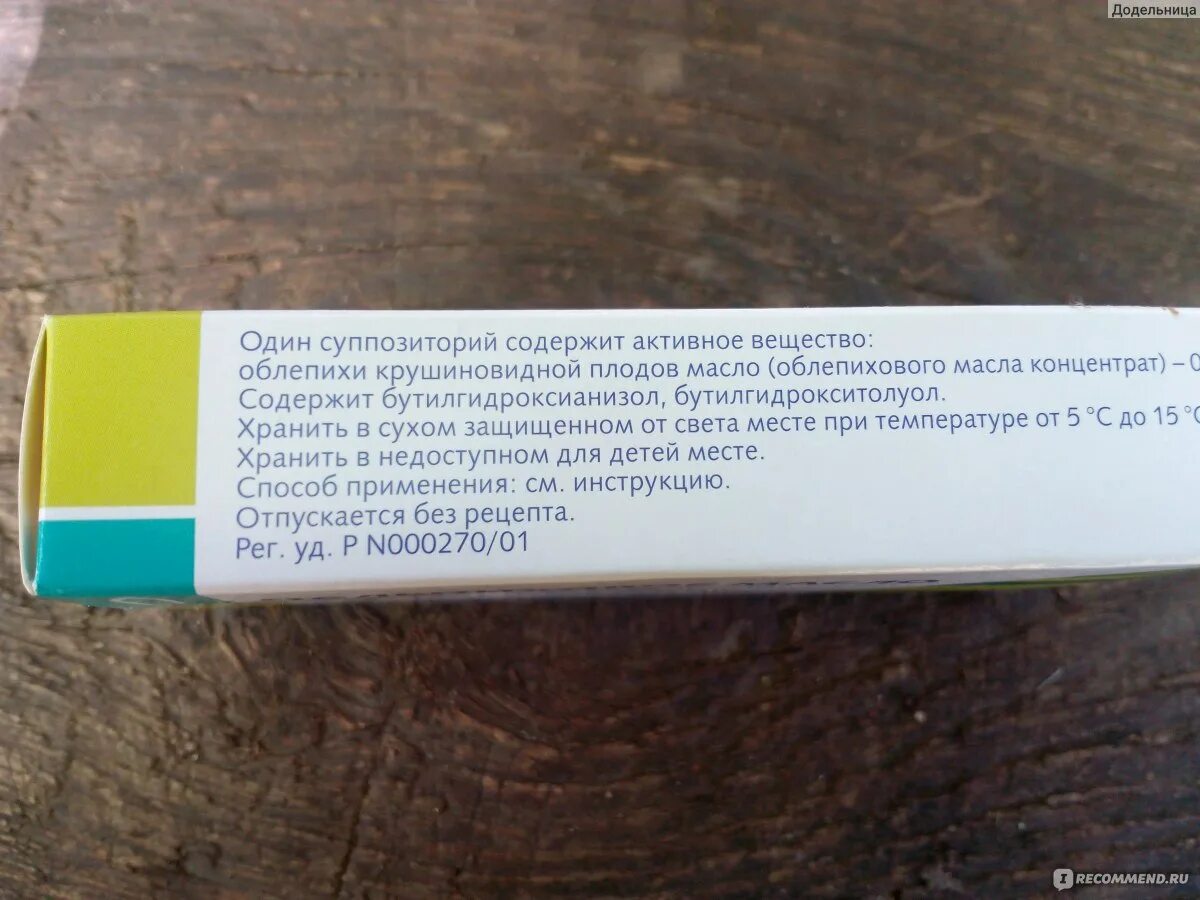 Додельница
Один суппозиторий содержит активное вещество:
облепихи крушиновидной плодов масло (облепихового масла концентрат) – 0
Содержит бутилгидроксианизол, бутилгидрокситолуол.
Хранить в сухом защищенном от света месте при температуре от 5 °С до 15 °С
Хранить в недоступном для детей месте.
Способ применения: см. инструкцию.
Отпускается без рецепта.
Рег. уд. Р N000270/01
IRECOMMEND.RU